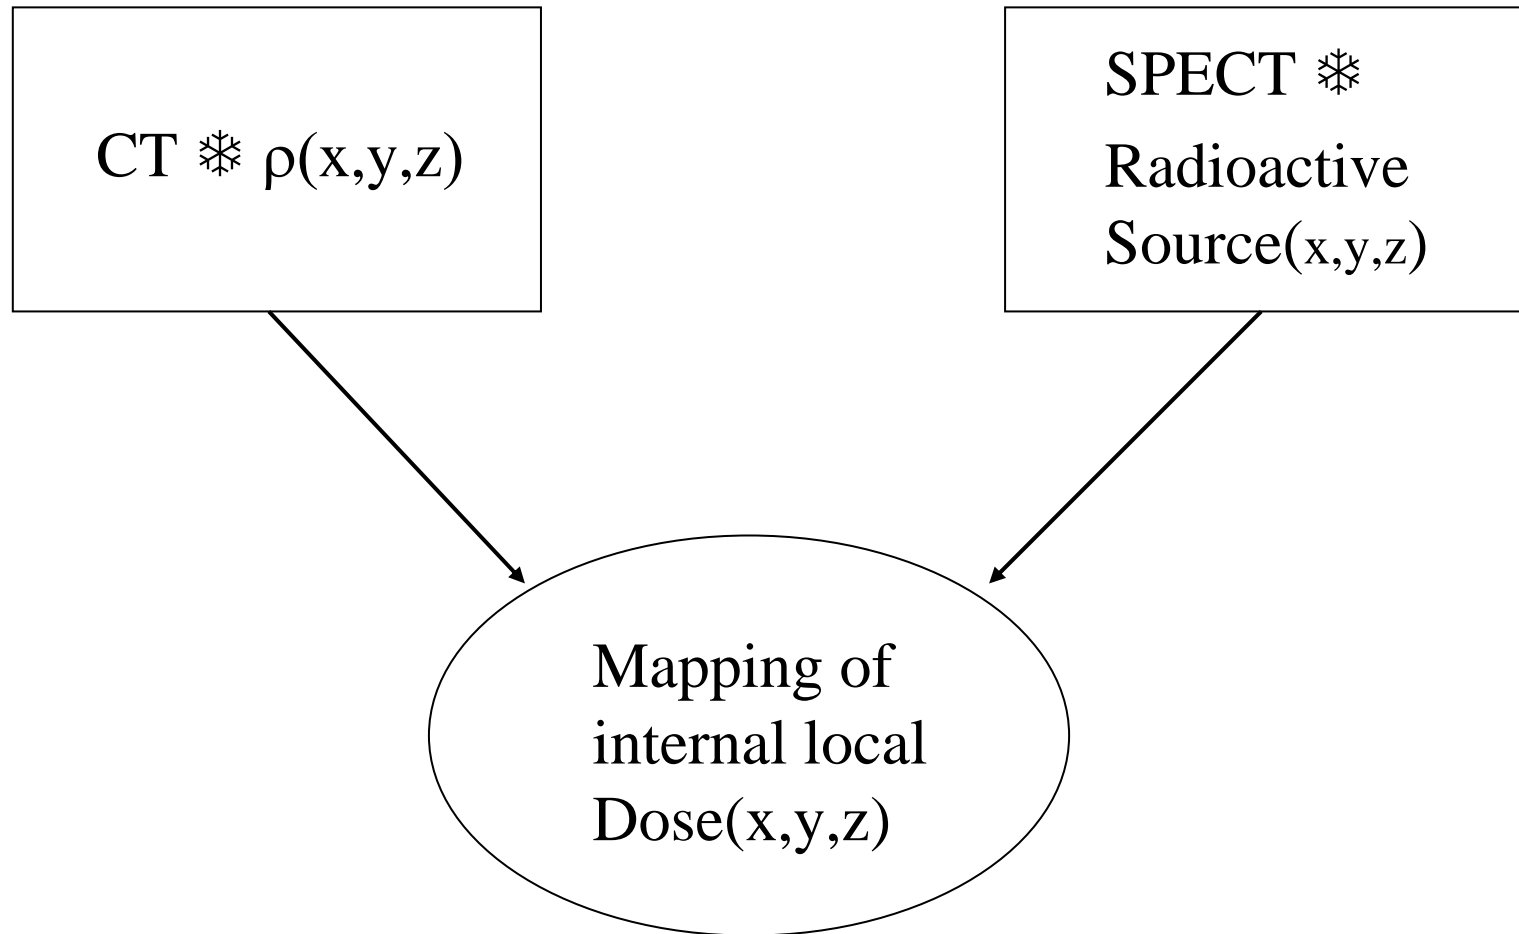 CT ❄ ρ(x,y,z)
SPECT ❄
Radioactive
Source(x,y,z)
Mapping of
internal local
Dose(x,y,z)